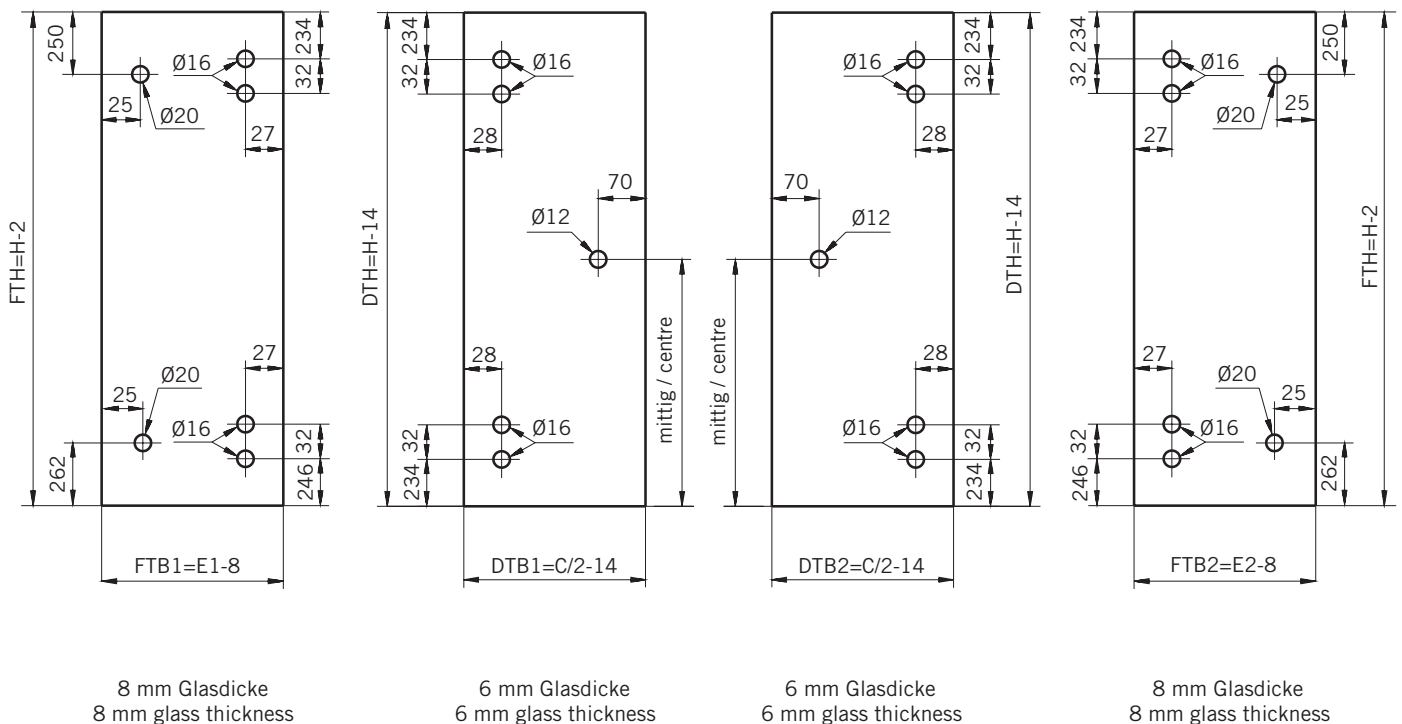 250
Ø16
234
32
25
Ø20
27
FTH=H-2
27
Ø20
25
Ø16
262
32
246
FTB1=E1-8
8 mm Glasdicke
8 mm glass thickness
234
32
Ø16
28
70
Ø12
DTH=H-14
mittig / centre
28
Ø16
32
234
DTB1=C/2-14
6 mm Glasdicke
6 mm glass thickness
Ø16
234
32
28
70
Ø12
DTH=H-14
mittig / centre
28
Ø16
32
234
DTB2=C/2-14
6 mm Glasdicke
6 mm glass thickness
234
32
Ø16
250
25
Ø20
27
FTH=H-2
27
Ø20
25
Ø16
32
246
262
FTB2=E2-8
8 mm Glasdicke
8 mm glass thickness